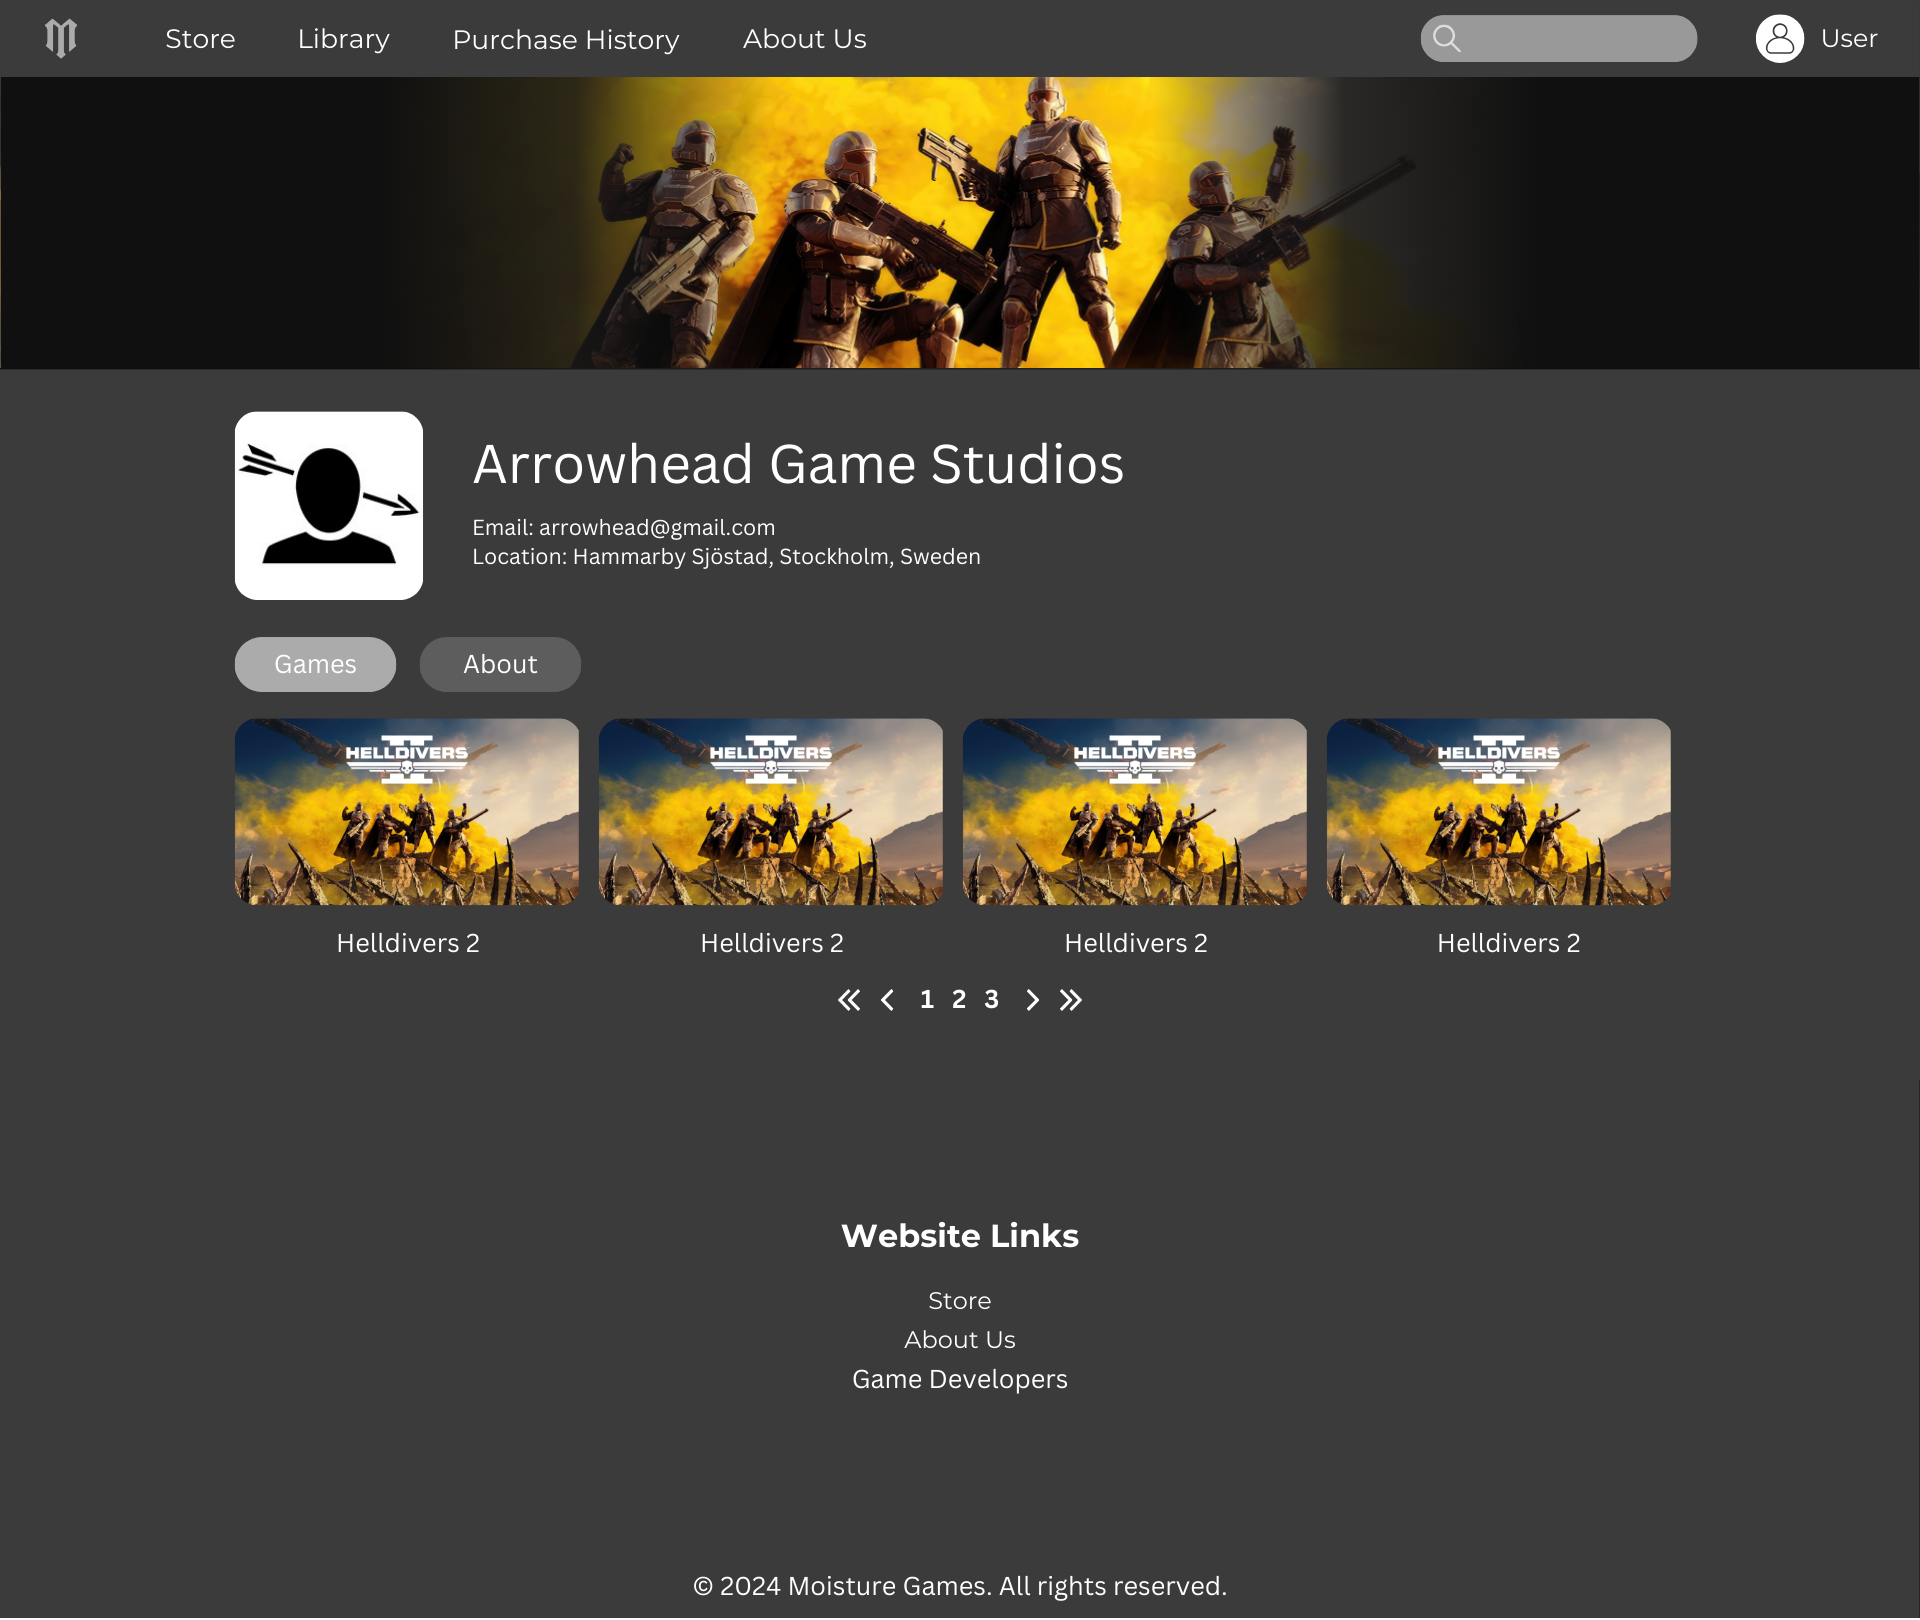 Store Library Purchase History About Us User
Arrowhead Game Studios
Email: arrowhead@gmail.com
Location: Hammarby Sjöstad, Stockholm, Sweden
Games About
HELLDIVERS II HELLDIVERS II HELLDIVERS II HELLDIVERS II
Helldivers 2 Helldivers 2 Helldivers 2 Helldivers 2
« < 1 2 3 > »
Website Links
Store
About Us
Game Developers
© 2024 Moisture Games. All rights reserved.